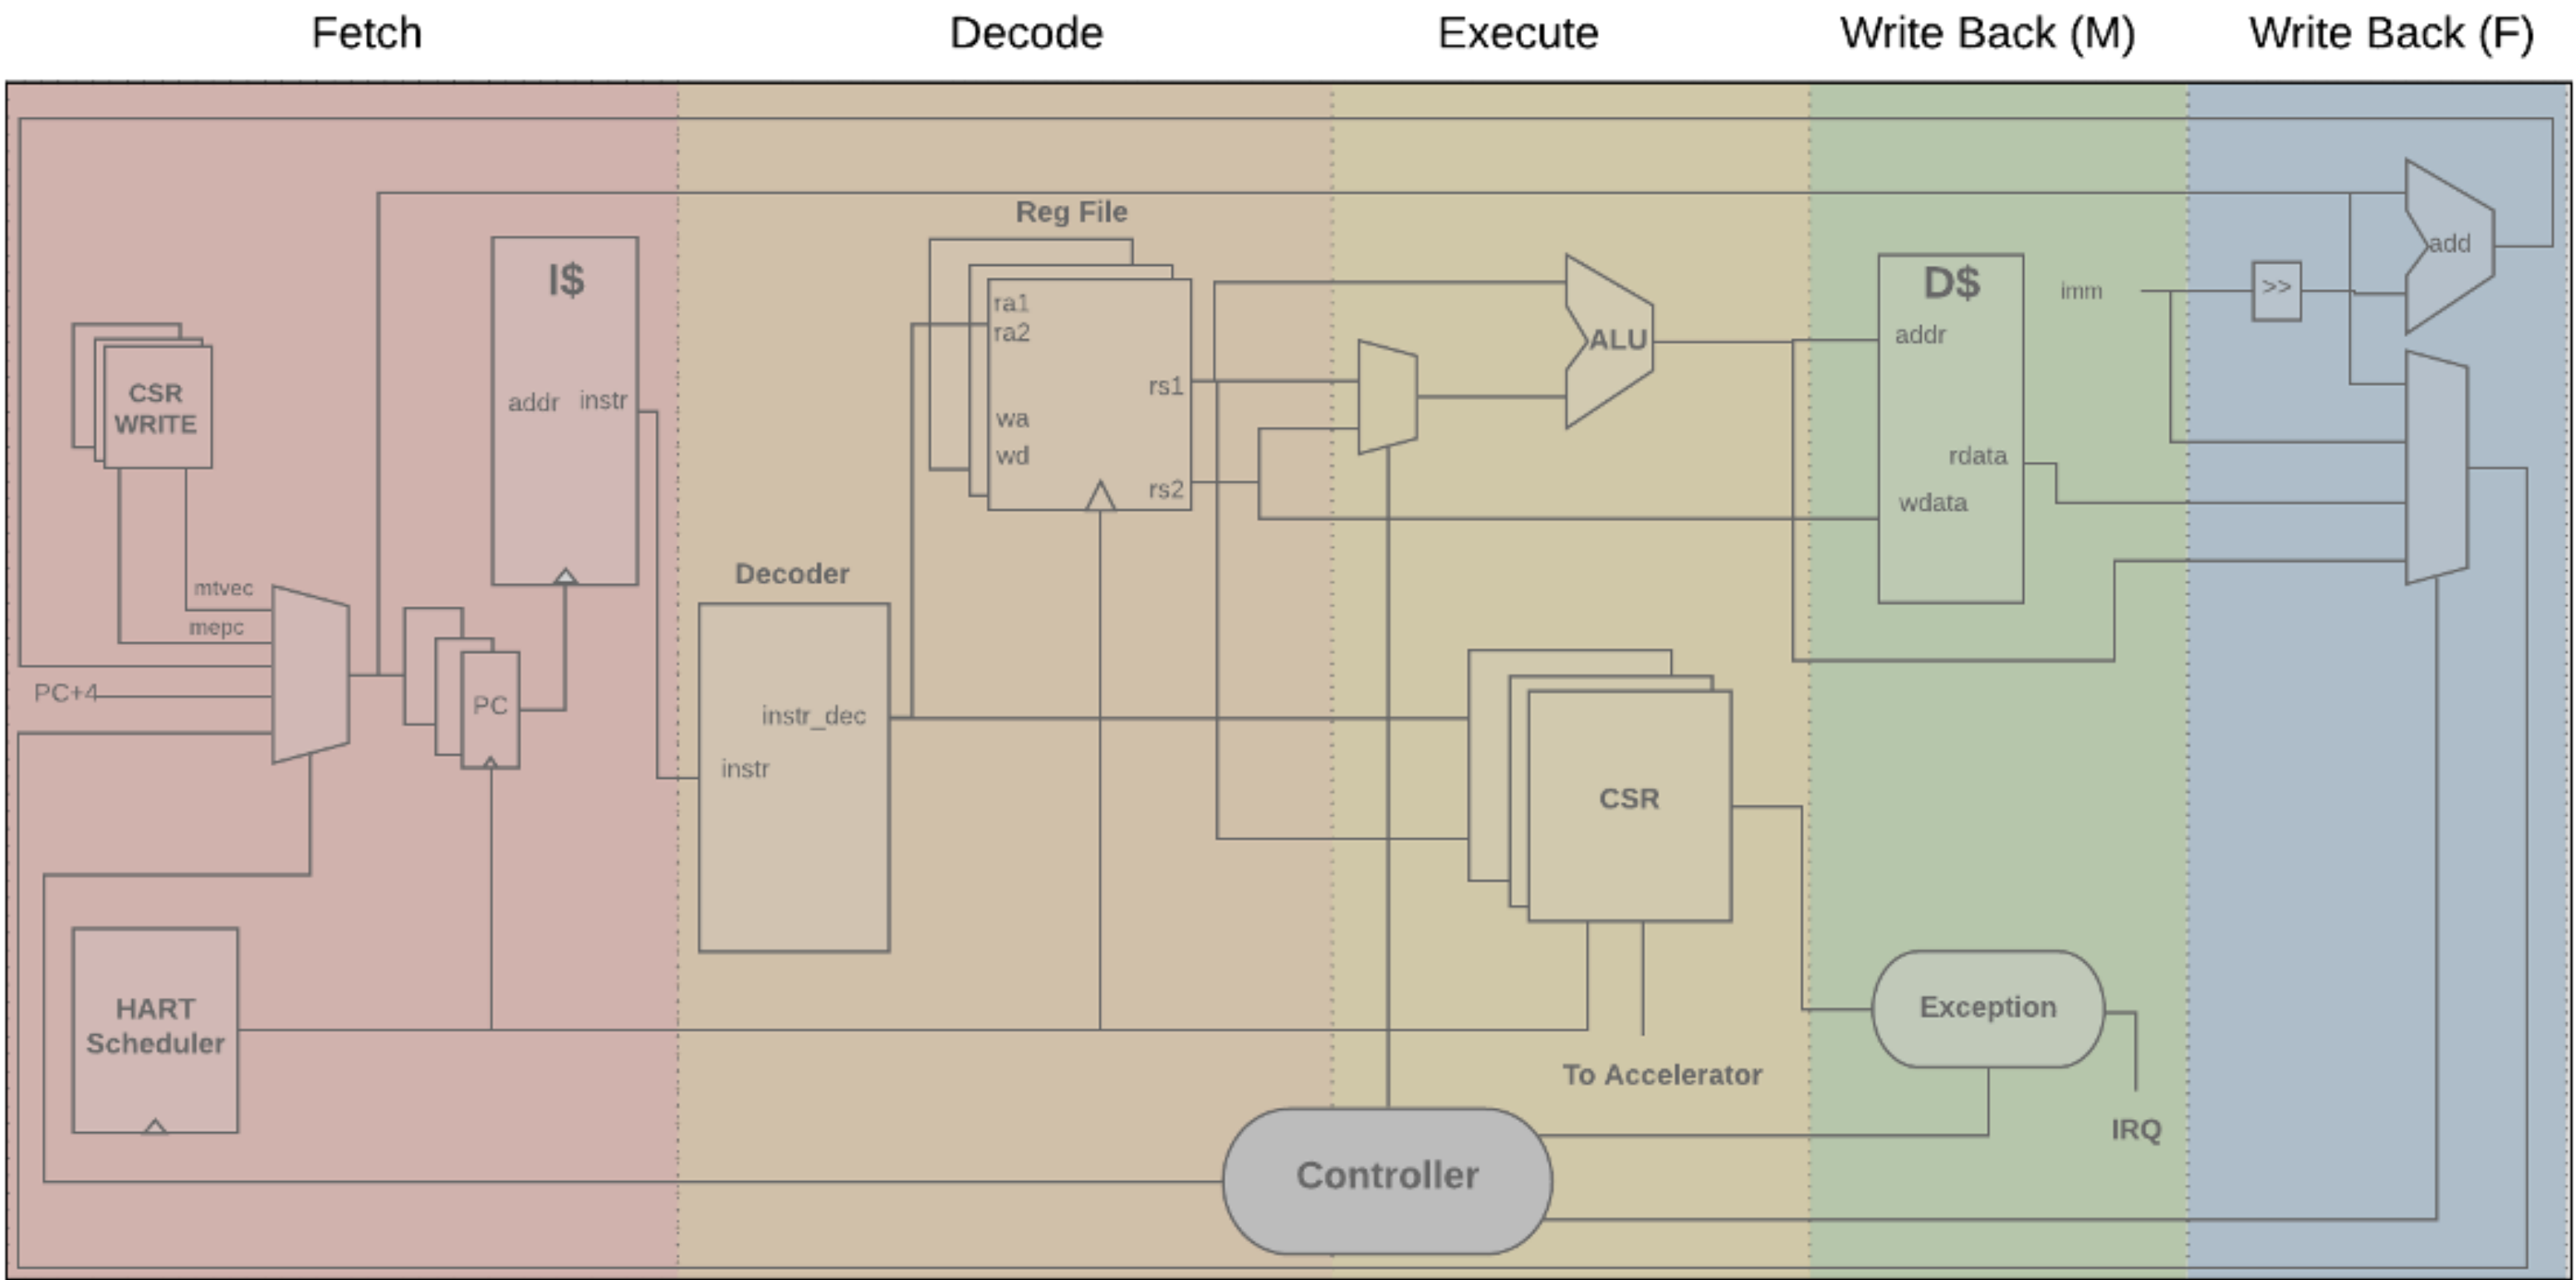 Fetch
Decode
Execute
Write Back (M)
Write Back (F)
CSR
WRITE
mtvec
mepc
PC+4
I$
addr
instr
PC
HART
Scheduler
Reg File
ra1
ra2
rs1
wa
wd
rs2
Decoder
instr_dec
instr
ALU
CSR
To Accelerator
Controller
D$
addr
rdata
wdata
imm
Exception
IRQ
>>
add